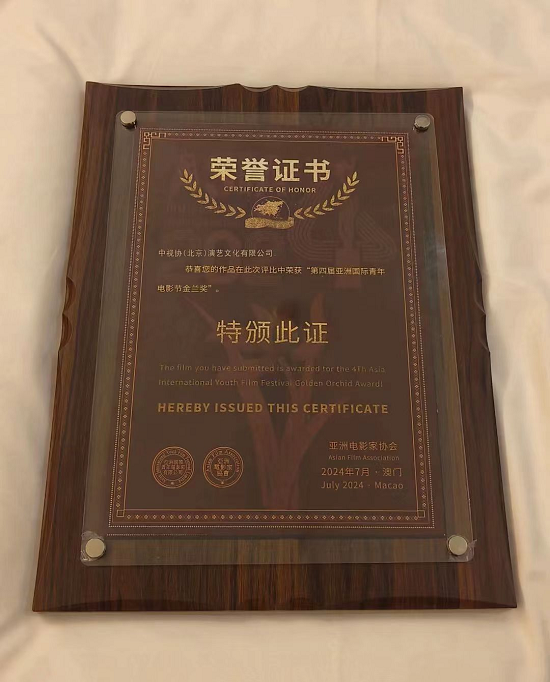 荣誉证书
CERTIFICATE OF HONOR
中视协(北京)演艺文化有限公司
恭喜您的作品在此次评比中荣获“第四届亚洲国际青年
电影节金兰奖”。
特颁此证
The film you have submitted is awarded for the 4Th Asia
International Youth Film Festival Golden Orchid Award!
HEREBY ISSUED THIS CERTIFICATE
亚洲电影家协会
Asian Film Association
2024年7月·澳门
July 2024·Macao